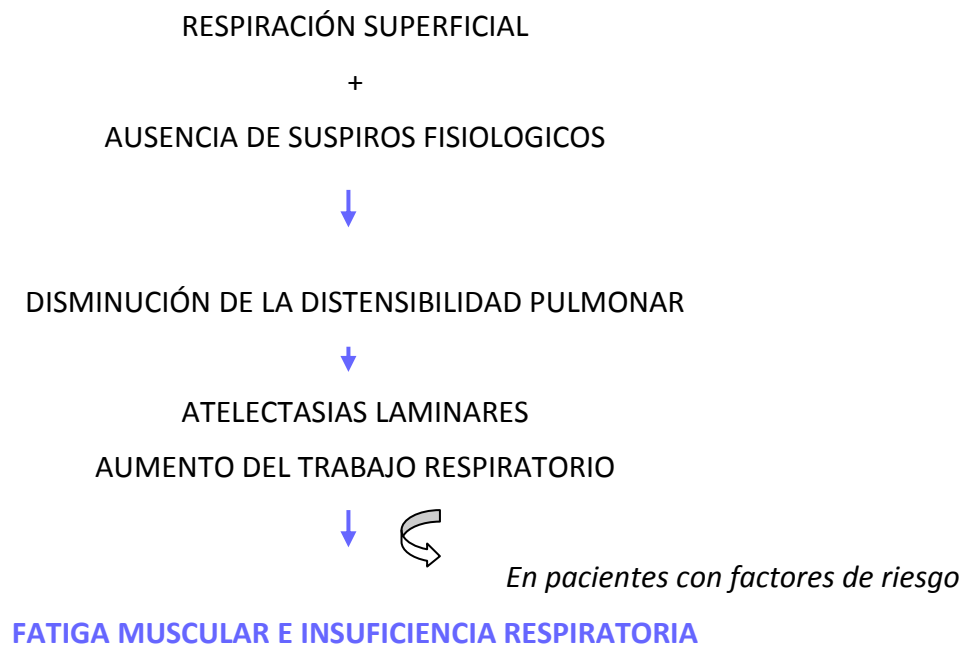 RESPIRACIÓN SUPERFICIAL
+
AUSENCIA DE SUSPIROS FISIOLOGICOS
DISMINUCIÓN DE LA DISTENSIBILIDAD PULMONAR
ATELECTASIAS LAMINARES
AUMENTO DEL TRABAJO RESPIRATORIO
En pacientes con factores de riesgo
FATIGA MUSCULAR E INSUFICIENCIA RESPIRATORIA